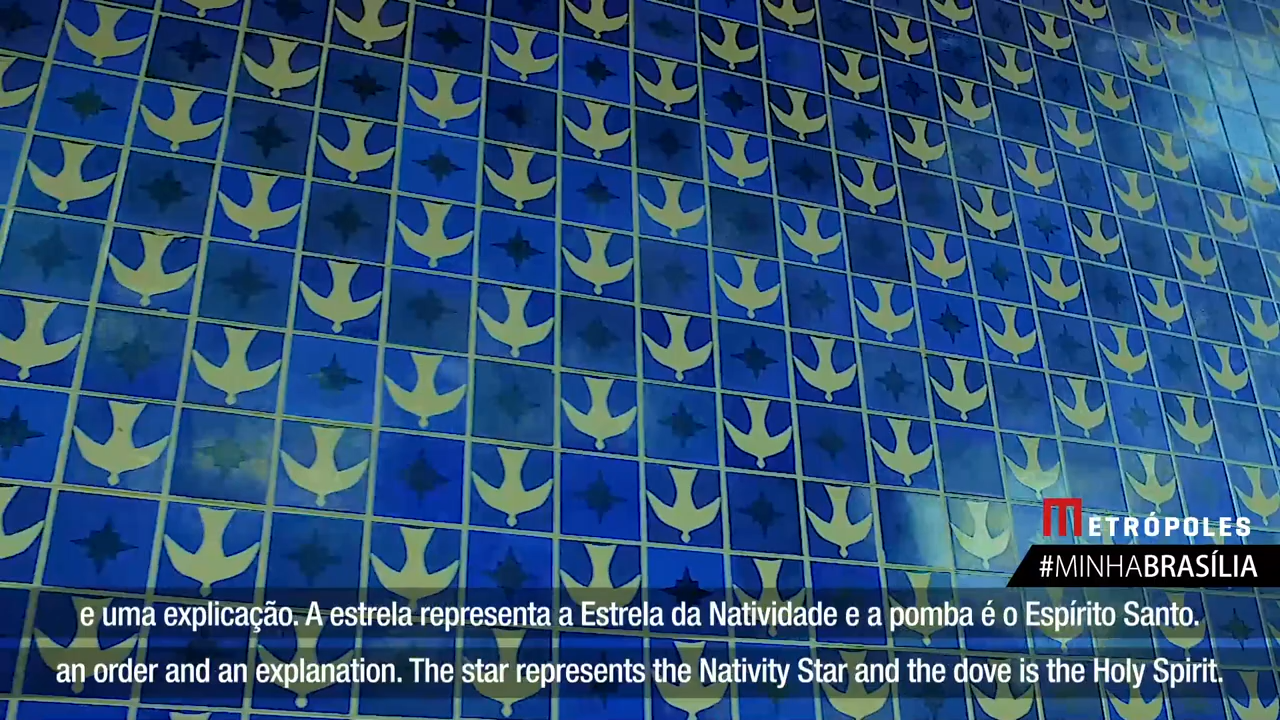 METRÓPOLES
#MINHABRASÍLIA
e uma explicação. A estrela representa a Estrela da Natividade e a pomba é o Espírito Santo.
an order and an explanation. The star represents the Nativity Star and the dove is the Holy Spirit.